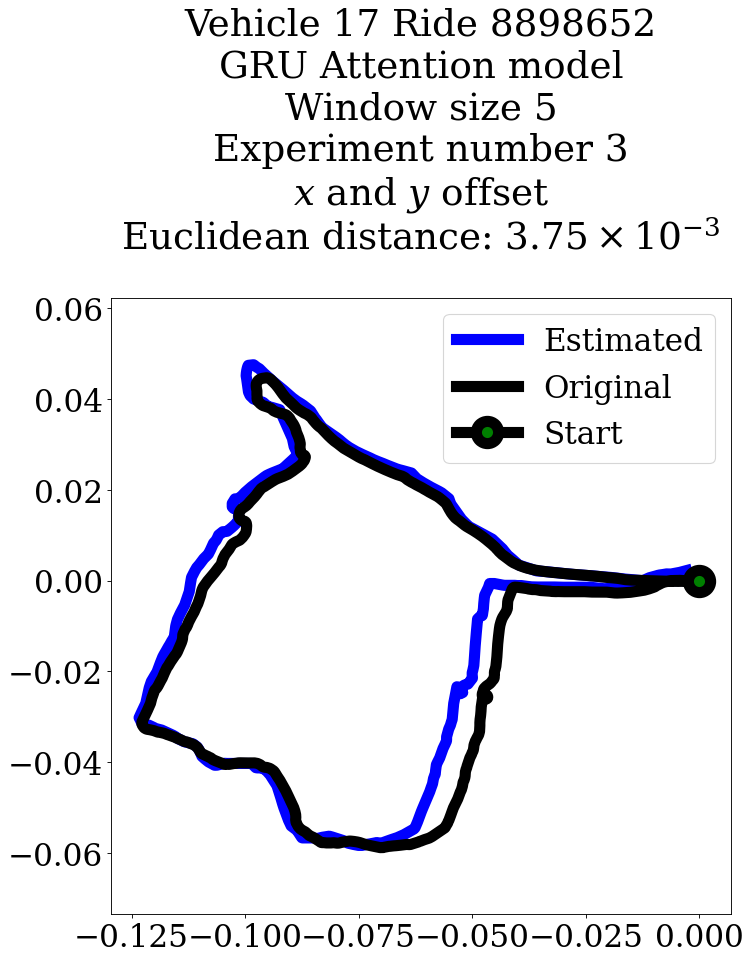 Vehicle 17 Ride 8898652
GRU Attention model
Window size 5
Experiment number 3
x and y offset
Euclidean distance: 3.75 × 10⁻³
Estimated
Original
Start
0.06
0.04
0.02
0.00
−0.02
−0.04
−0.06
−0.125 −0.100 −0.075 −0.050 −0.025 0.000